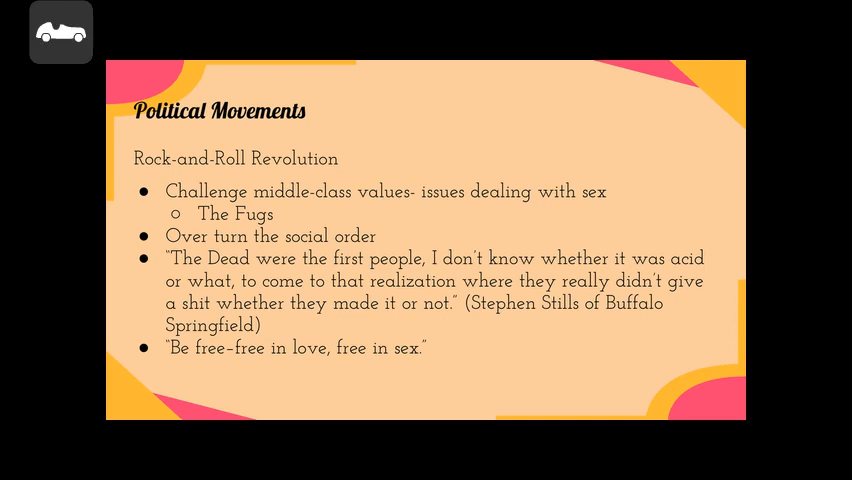 Political Movements
Rock-and-Roll Revolution
● Challenge middle-class values- issues dealing with sex
○ The Fugs
● Over turn the social order
● "The Dead were the first people, I don't know whether it was acid
or what, to come to that realization where they really didn't give
a shit whether they made it or not." (Stephen Stills of Buffalo
Springfield)
● "Be free–free in love, free in sex."